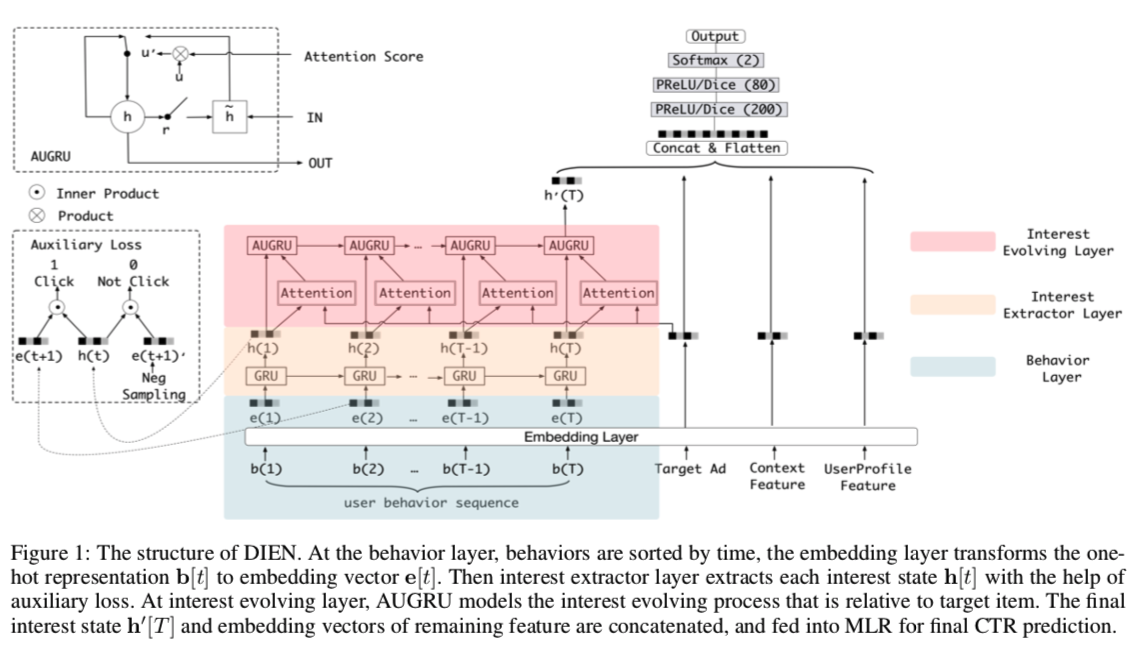 Output
Softmax (2)
PReLU/Dice (80)
PReLU/Dice (200)
Concat & Flatten
h'(T)
u'
u
Attention Score
h
r
h̃
IN
AUGRU
OUT
Inner Product
Product
Auxiliary Loss
1
0
Click
Not Click
e(t+1)
h(t)
e(t+1)'
Neg
Sampling
AUGRU
AUGRU
...
AUGRU
AUGRU
Attention
Attention
Attention
Attention
h(1)
h(2)
h(T-1)
h(T)
GRU
GRU
...
GRU
GRU
e(1)
e(2)
...
e(T-1)
e(T)
Embedding Layer
b(1)
b(2)
...
b(T-1)
b(T)
user behavior sequence
Target Ad
Context
Feature
UserProfile
Feature
Interest
Evolving Layer
Interest
Extractor Layer
Behavior
Layer
Figure 1: The structure of DIEN. At the behavior layer, behaviors are sorted by time, the embedding layer transforms the one-
hot representation b[t] to embedding vector e[t]. Then interest extractor layer extracts each interest state h[t] with the help of
auxiliary loss. At interest evolving layer, AUGRU models the interest evolving process that is relative to target item. The final
interest state h′[T] and embedding vectors of remaining feature are concatenated, and fed into MLR for final CTR prediction.